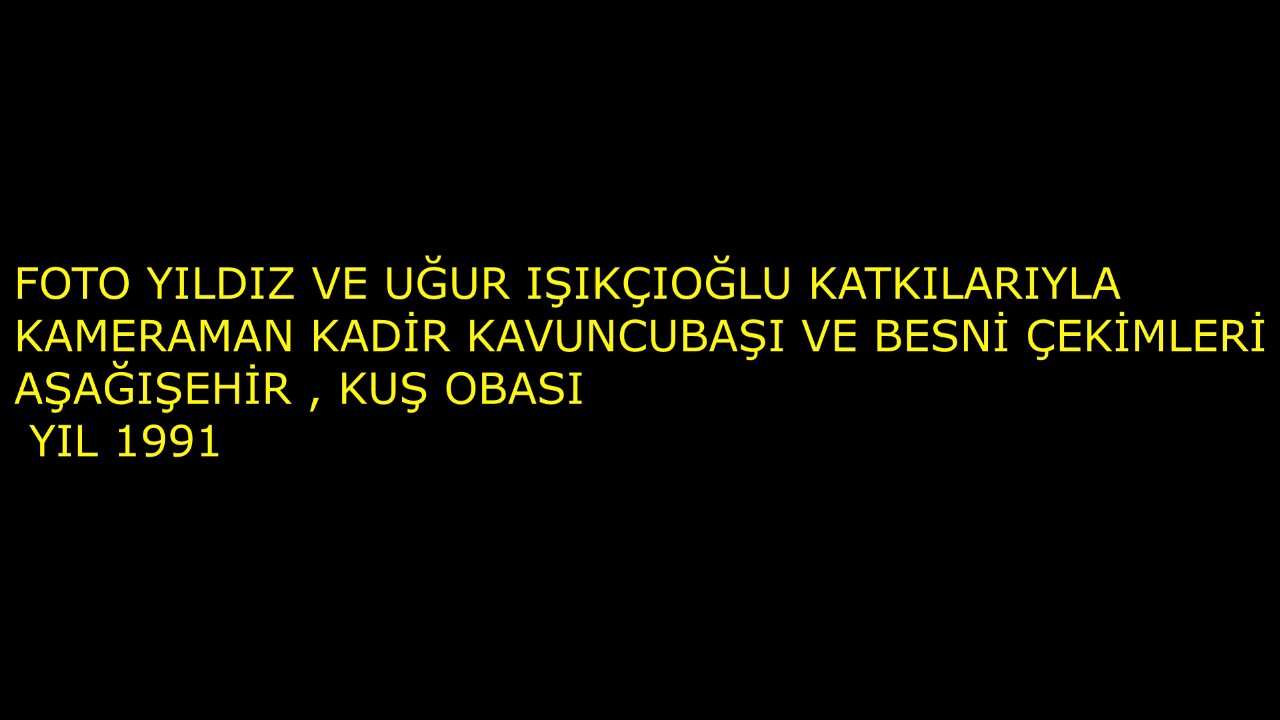 FOTO YILDIZ VE UĞUR IŞIKÇIOĞLU KATKILARIYLA
KAMERAMAN KADİR KAVUNCUBAŞI VE BESNİ ÇEKİMLERİ
AŞAĞIŞEHİR , KUŞ OBASI
YIL 1991